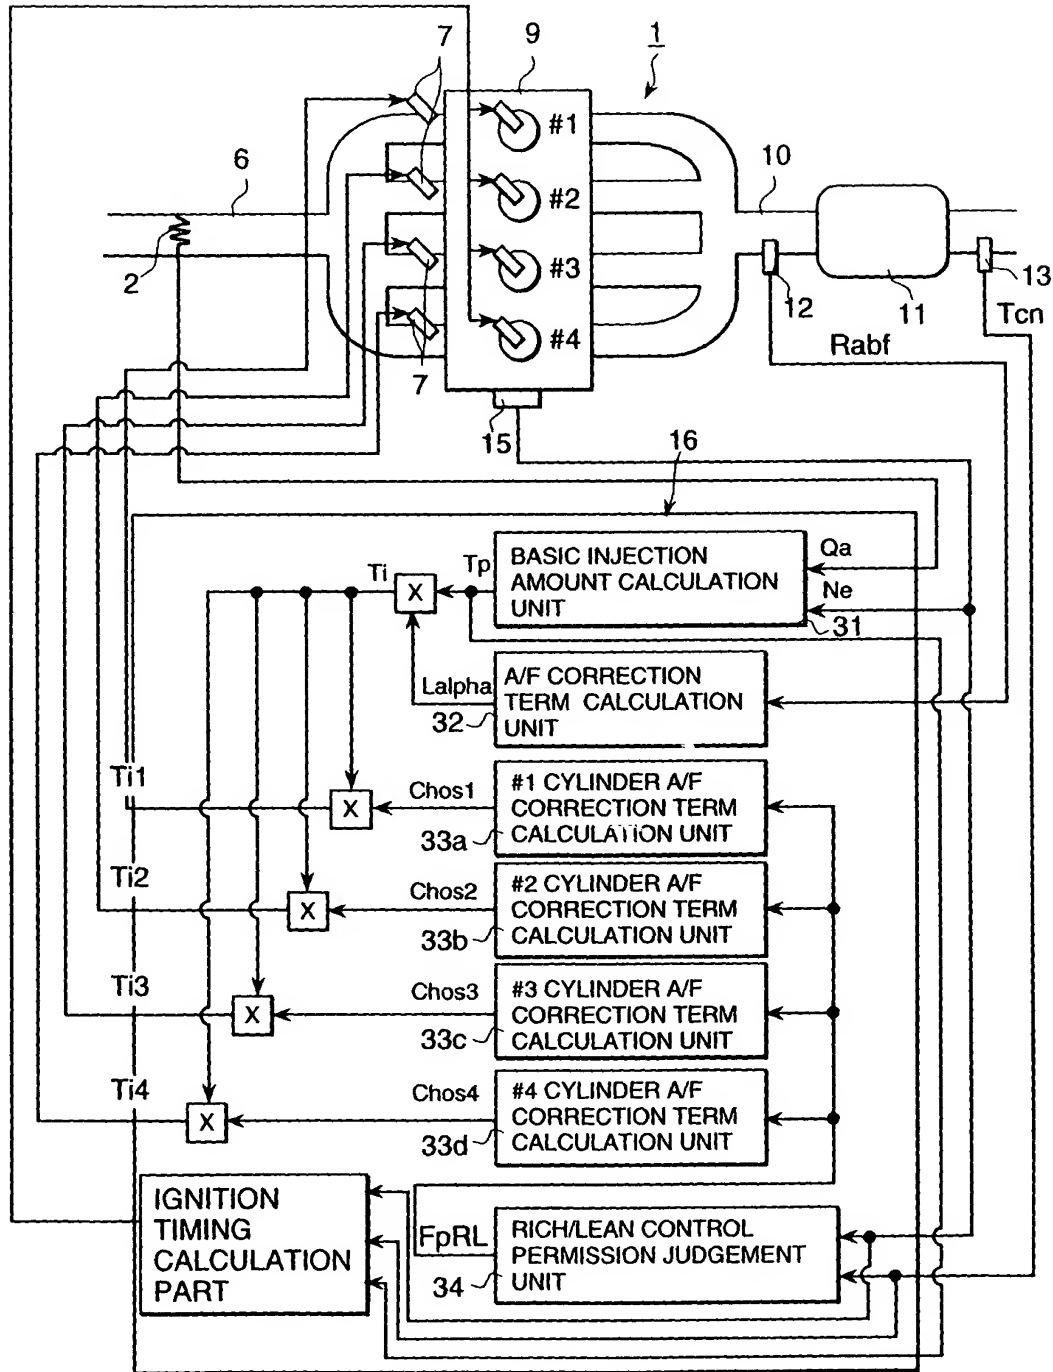 7
9
1
#1
6
10
#2
2
#3
12
11
13
Tcn
#4
7
7
Rabf
15
16
BASIC INJECTION
AMOUNT CALCULATION
UNIT
Qa
Ne
31
Ti
X
Tp
Lalpha
A/F CORRECTION
TERM CALCULATION
UNIT
32
Ti1
X
Chos1
#1 CYLINDER A/F
CORRECTION TERM
CALCULATION UNIT
33a
Ti2
X
Chos2
#2 CYLINDER A/F
CORRECTION TERM
CALCULATION UNIT
33b
Ti3
X
Chos3
#3 CYLINDER A/F
CORRECTION TERM
CALCULATION UNIT
33c
Ti4
X
Chos4
#4 CYLINDER A/F
CORRECTION TERM
CALCULATION UNIT
33d
IGNITION
TIMING
CALCULATION
PART
FpRL
RICH/LEAN CONTROL
PERMISSION JUDGEMENT
UNIT
34